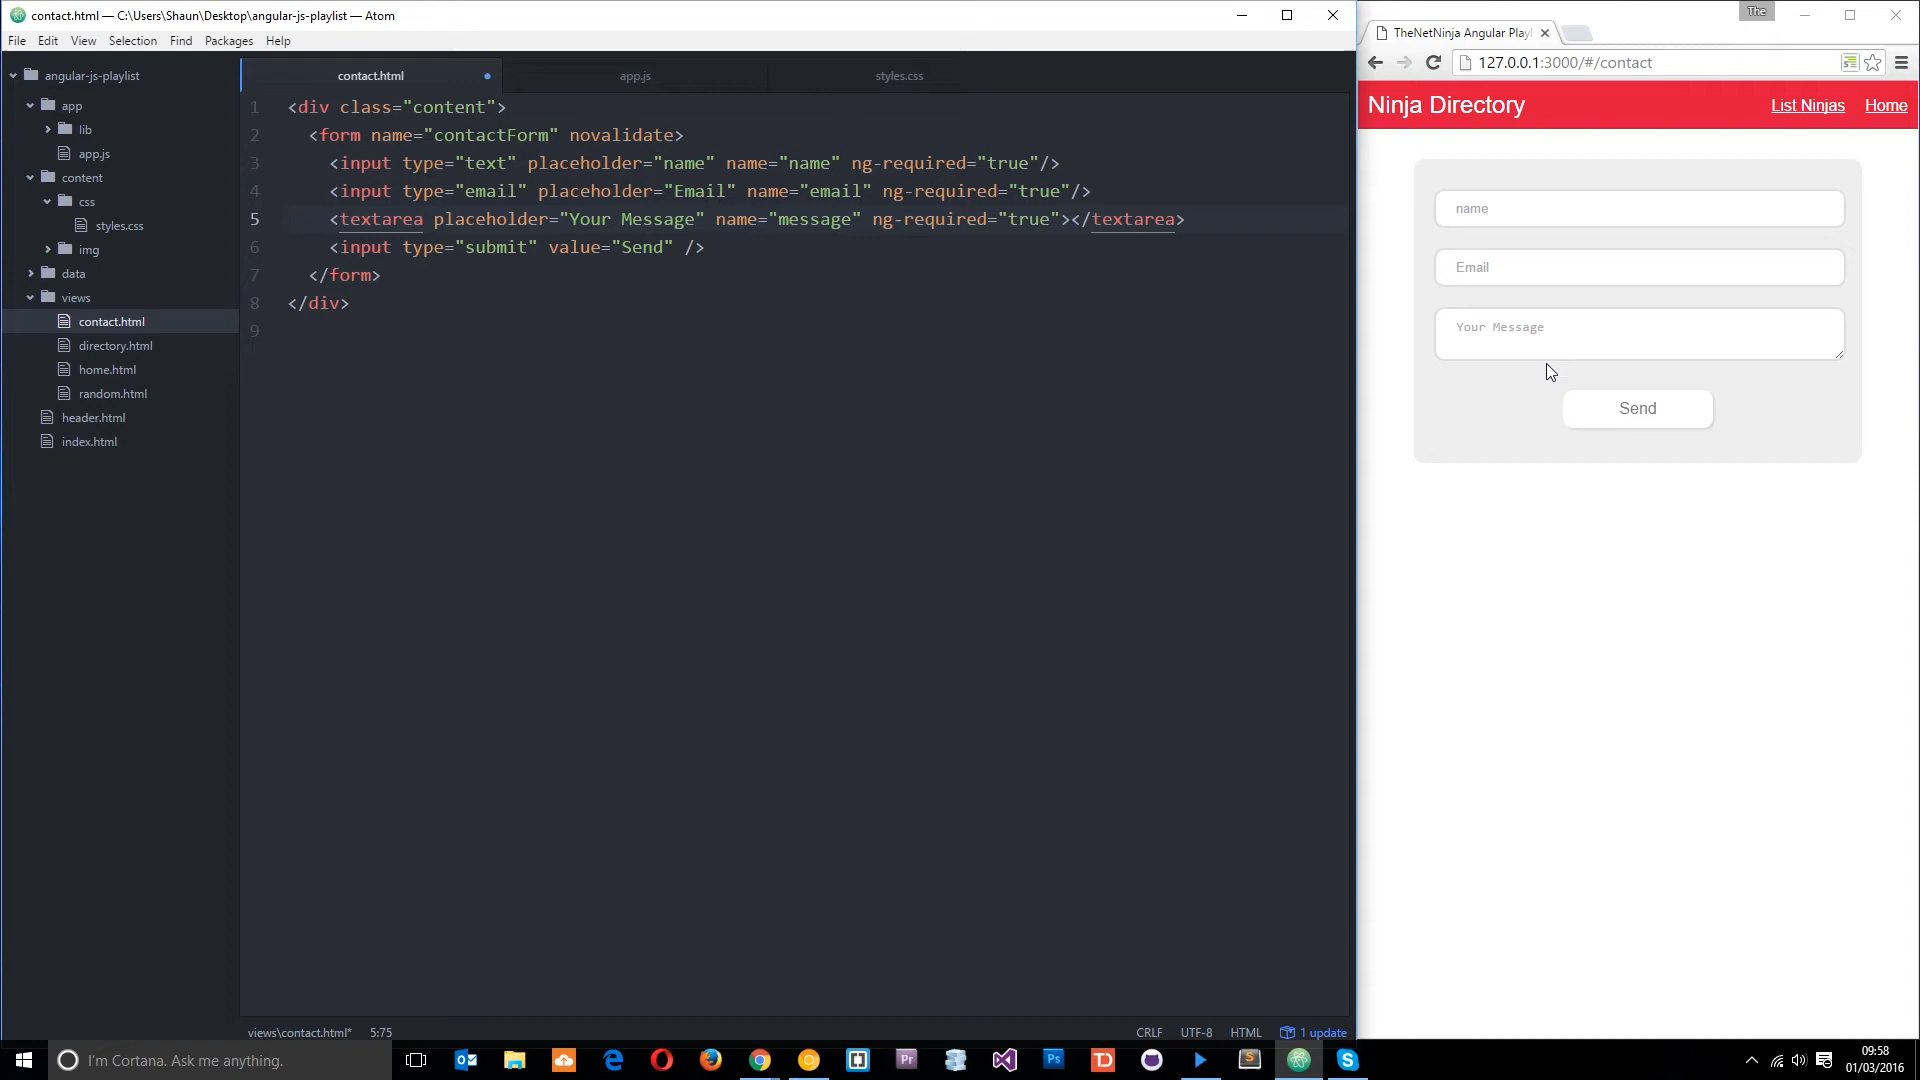 contact.html — C:\Users\Shaun\Desktop\angular-js-playlist — Atom
File Edit View Selection Find Packages Help
angular-js-playlist
app
lib
app.js
content
css
styles.css
img
data
views
contact.html
directory.html
home.html
random.html
header.html
index.html
contact.html app.js styles.css
1 <div class="content">
2 <form name="contactForm" novalidate>
3 <input type="text" placeholder="name" name="name" ng-required="true"/>
4 <input type="email" placeholder="Email" name="email" ng-required="true"/>
5 <textarea placeholder="Your Message" name="message" ng-required="true"></textarea>
6 <input type="submit" value="Send" />
7 </form>
8 </div>
9
views\contact.html* 5:75 CRLF UTF-8 HTML 1 update
The
TheNetNinja Angular Playl
127.0.0.1:3000/#/contact
Ninja Directory List Ninjas Home
name
Email
Your Message
Send
I'm Cortana. Ask me anything.
Pr
Ps
TD
S
09:58
01/03/2016